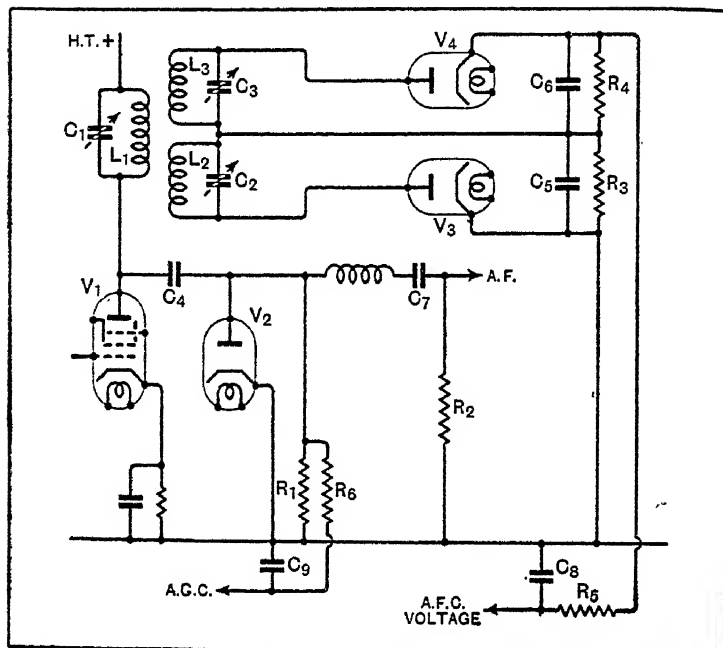 H.T.+
V4
L3
C3
C6
R4
C1
L1
L2
C2
C5
R3
V3
V1
C4
V2
C7
A.F.
R2
R1
R6
C9
C8
A.G.C.
R5
A.F.C.
VOLTAGE